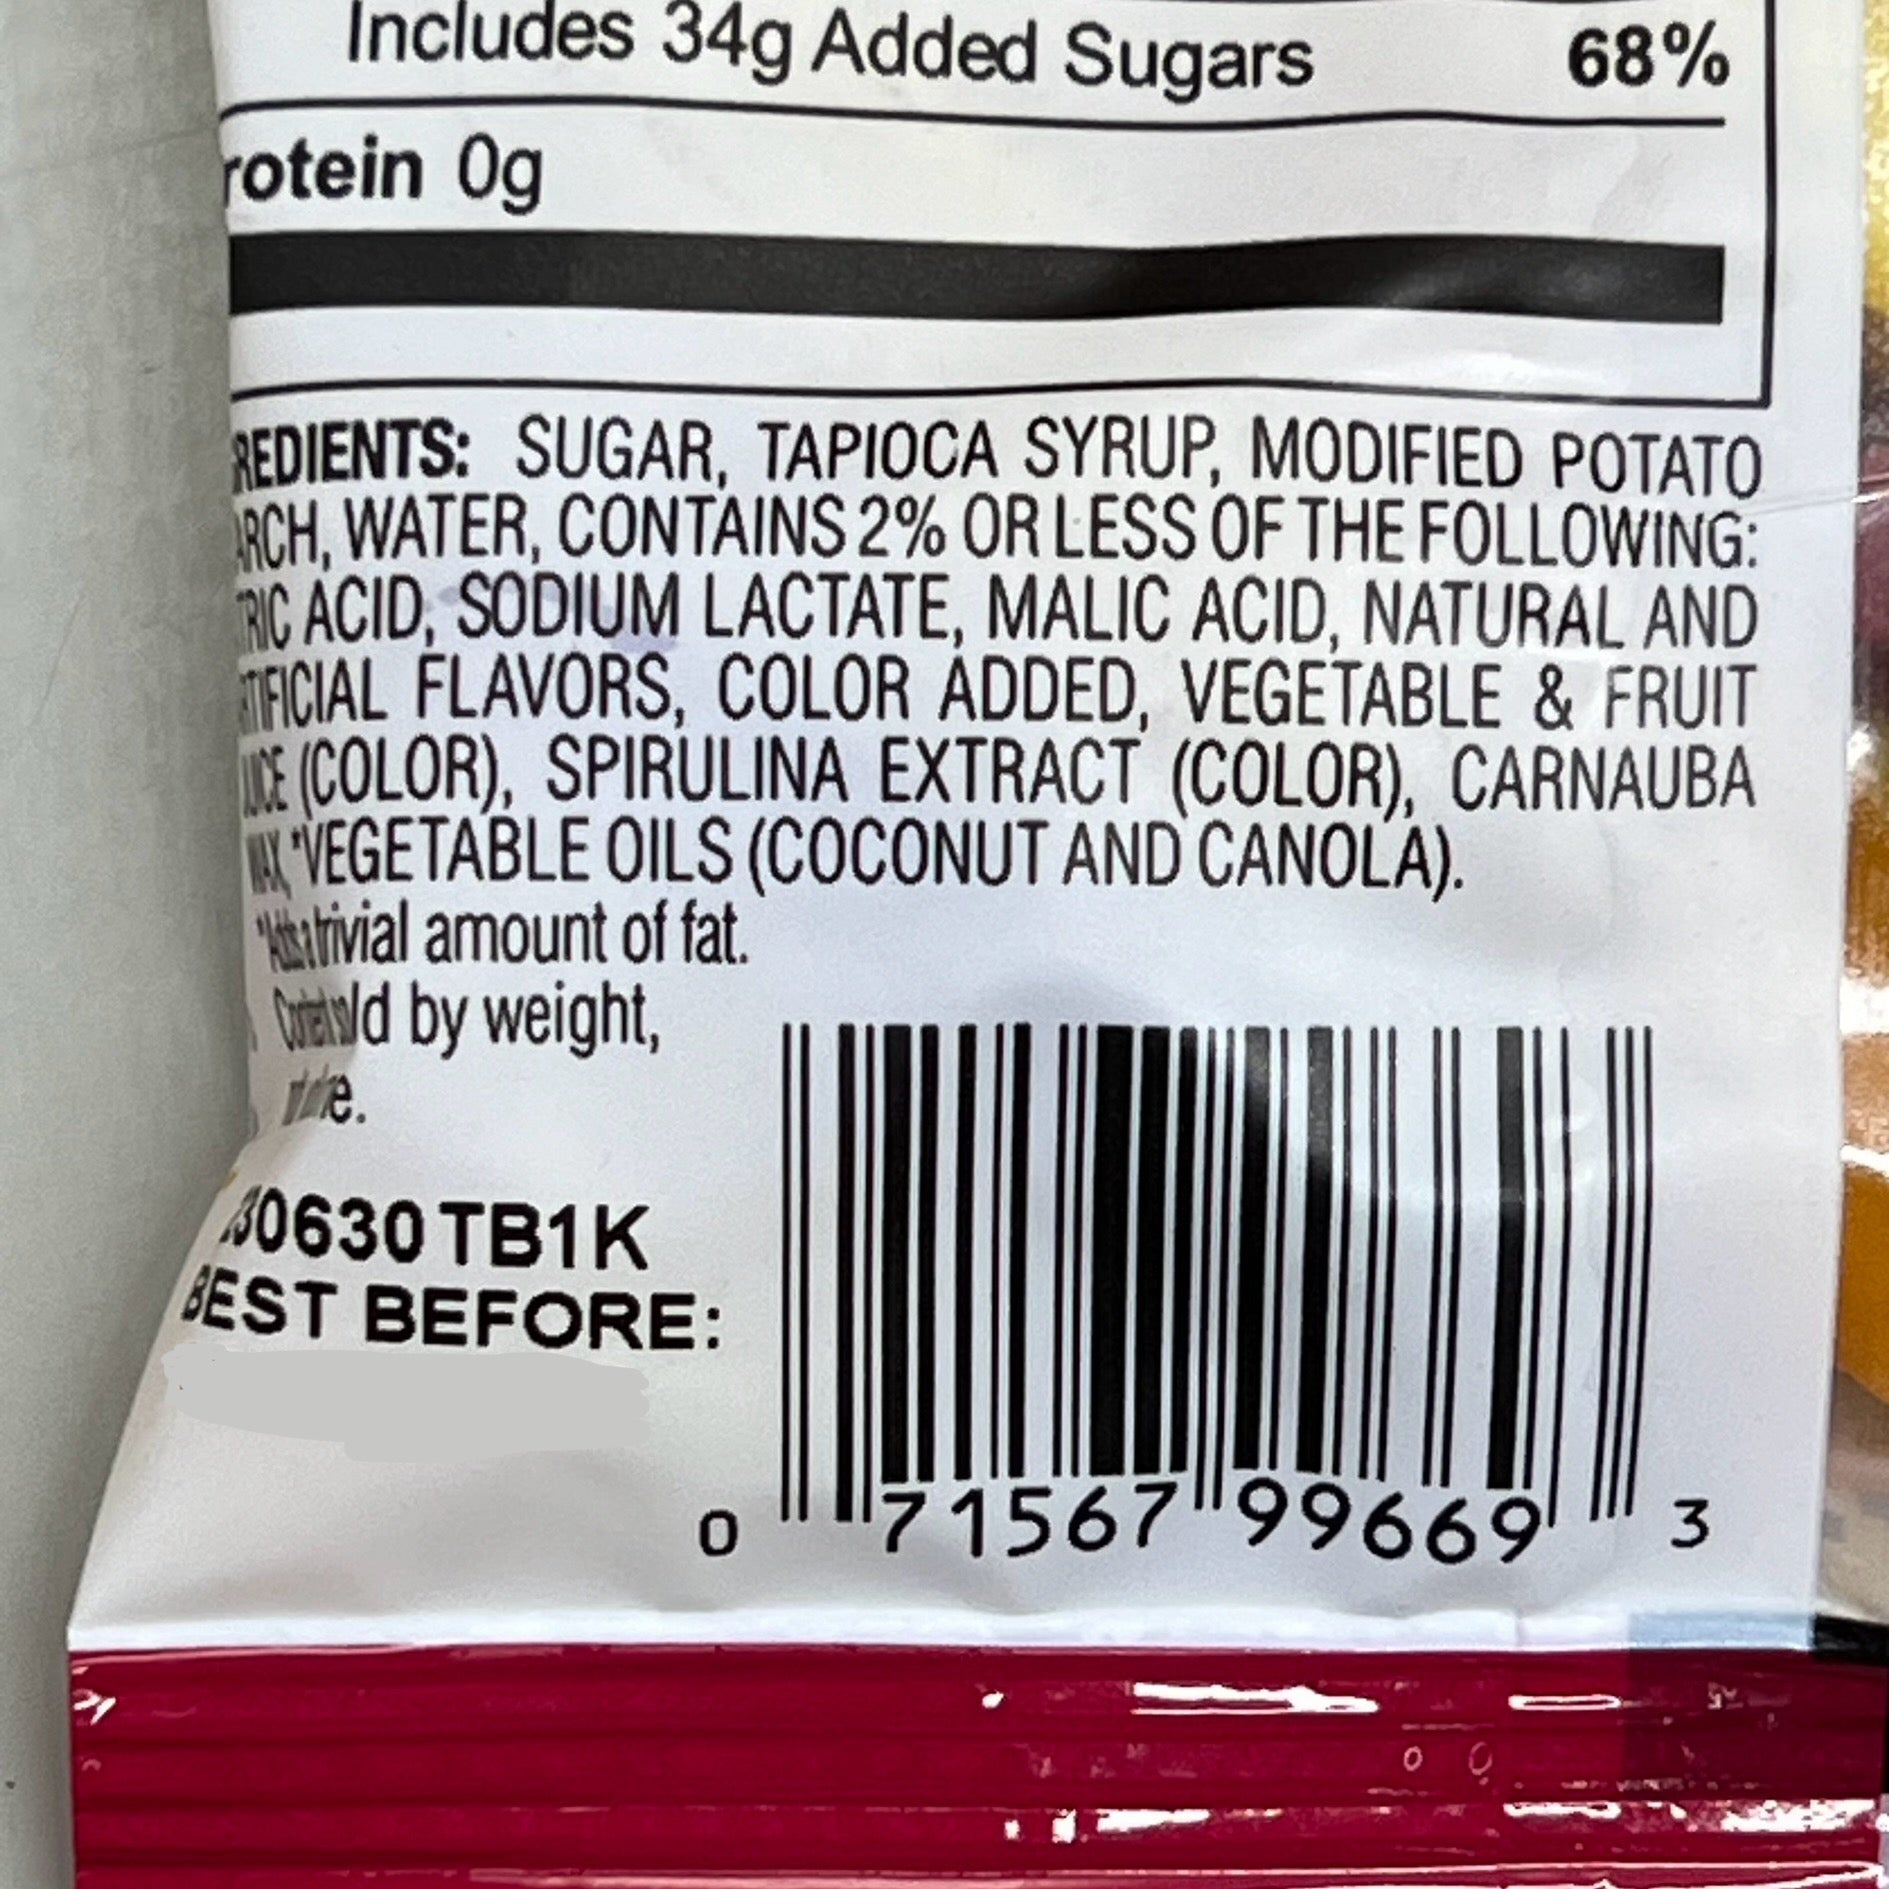 Includes 34g Added Sugars 68%
rotein 0g
REDIENTS: SUGAR, TAPIOCA SYRUP, MODIFIED POTATO
ARCH, WATER, CONTAINS 2% OR LESS OF THE FOLLOWING:
TRIC ACID, SODIUM LACTATE, MALIC ACID, NATURAL AND
RTIFICIAL FLAVORS, COLOR ADDED, VEGETABLE & FRUIT
JUICE (COLOR), SPIRULINA EXTRACT (COLOR), CARNAUBA
WAX, *VEGETABLE OILS (COCONUT AND CANOLA).
*Adds a trivial amount of fat.
sold by weight,
30630 TB1K
BEST BEFORE:
0 71567 99669 3